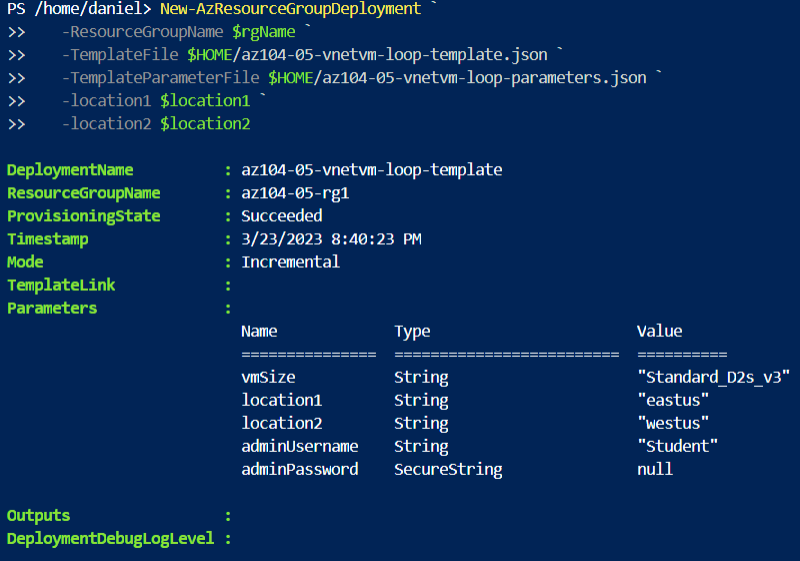 PS /home/daniel> New-AzResourceGroupDeployment `
>>    -ResourceGroupName $rgName `
>>    -TemplateFile $HOME/az104-05-vnetvm-loop-template.json `
>>    -TemplateParameterFile $HOME/az104-05-vnetvm-loop-parameters.json `
>>    -location1 $location1 `
>>    -location2 $location2
DeploymentName          : az104-05-vnetvm-loop-template
ResourceGroupName       : az104-05-rg1
ProvisioningState       : Succeeded
Timestamp               : 3/23/2023 8:40:23 PM
Mode                    : Incremental
TemplateLink            :
Parameters              :
                          Name             Type                       Value
                          ===============  =========================  ==========
                          vmSize           String                     "Standard_D2s_v3"
                          location1        String                     "eastus"
                          location2        String                     "westus"
                          adminUsername    String                     "Student"
                          adminPassword    SecureString               null
Outputs                 :
DeploymentDebugLogLevel :